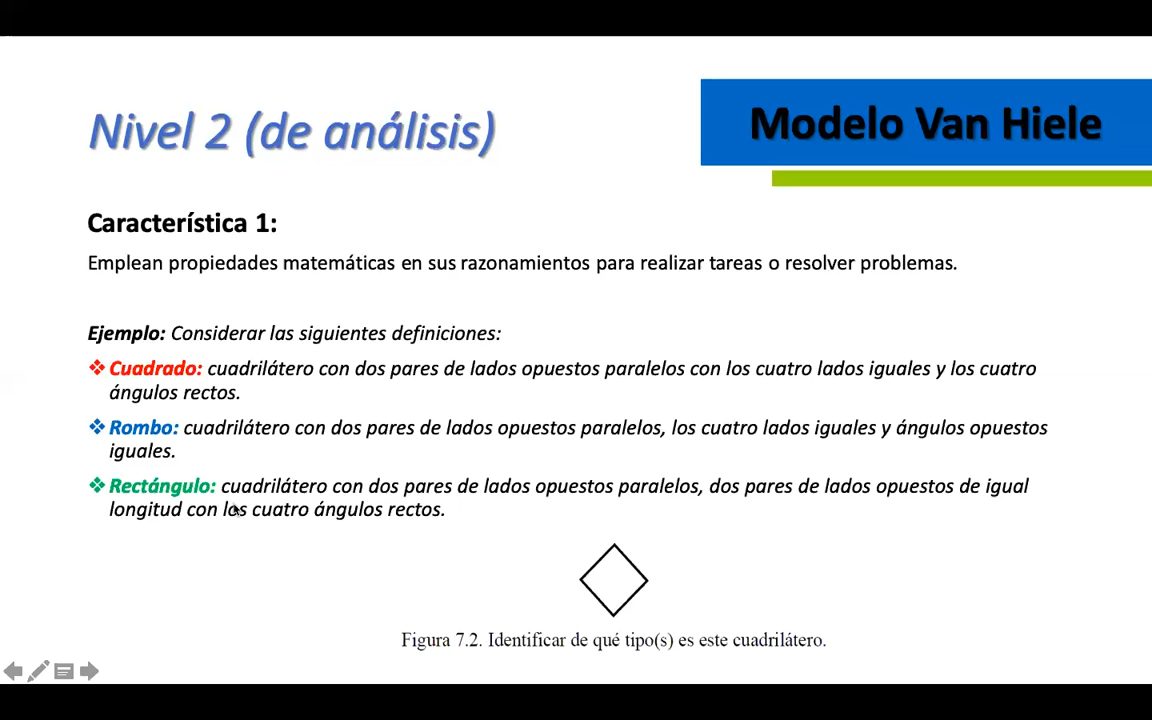 Nivel 2 (de análisis)
Modelo Van Hiele
Característica 1:
Emplean propiedades matemáticas en sus razonamientos para realizar tareas o resolver problemas.
Ejemplo: Considerar las siguientes definiciones:
❖ Cuadrado: cuadrilátero con dos pares de lados opuestos paralelos con los cuatro lados iguales y los cuatro
ángulos rectos.
❖ Rombo: cuadrilátero con dos pares de lados opuestos paralelos, los cuatro lados iguales y ángulos opuestos
iguales.
❖ Rectángulo: cuadrilátero con dos pares de lados opuestos paralelos, dos pares de lados opuestos de igual
longitud con los cuatro ángulos rectos.
Figura 7.2. Identificar de qué tipo(s) es este cuadrilátero.